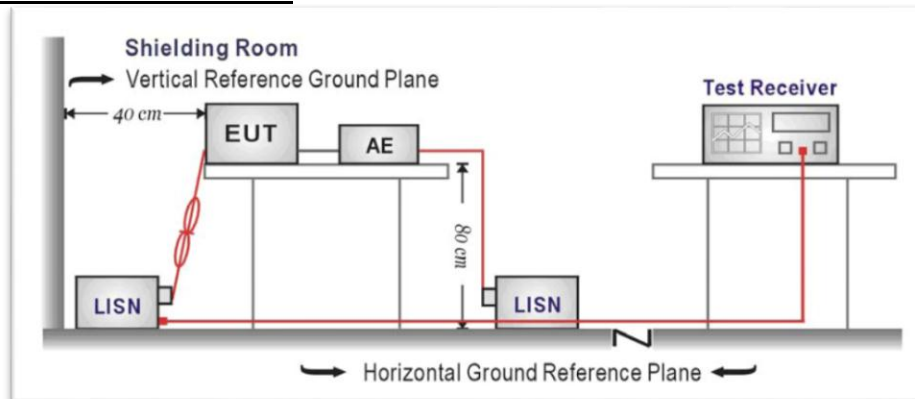 Shielding Room
Vertical Reference Ground Plane
Test Receiver
40 cm
EUT
AE
80 cm
LISN
LISN
Horizontal Ground Reference Plane